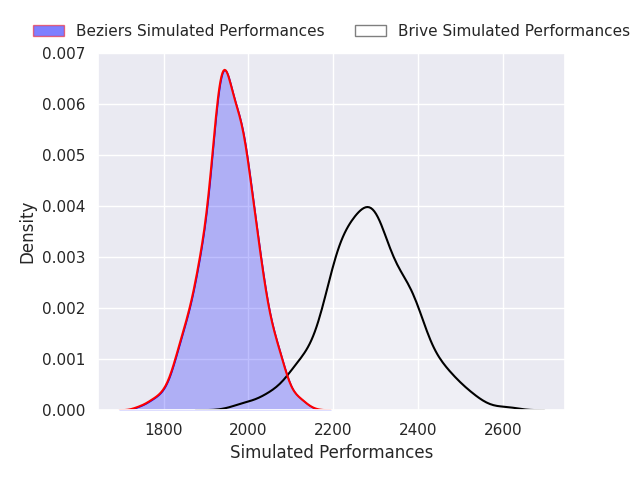 Beziers Simulated Performances Brive Simulated Performances
0.007
0.006
0.005
0.004
0.003
0.002
0.001
0.000
Density
1800 2000 2200 2400 2600
Simulated Performances